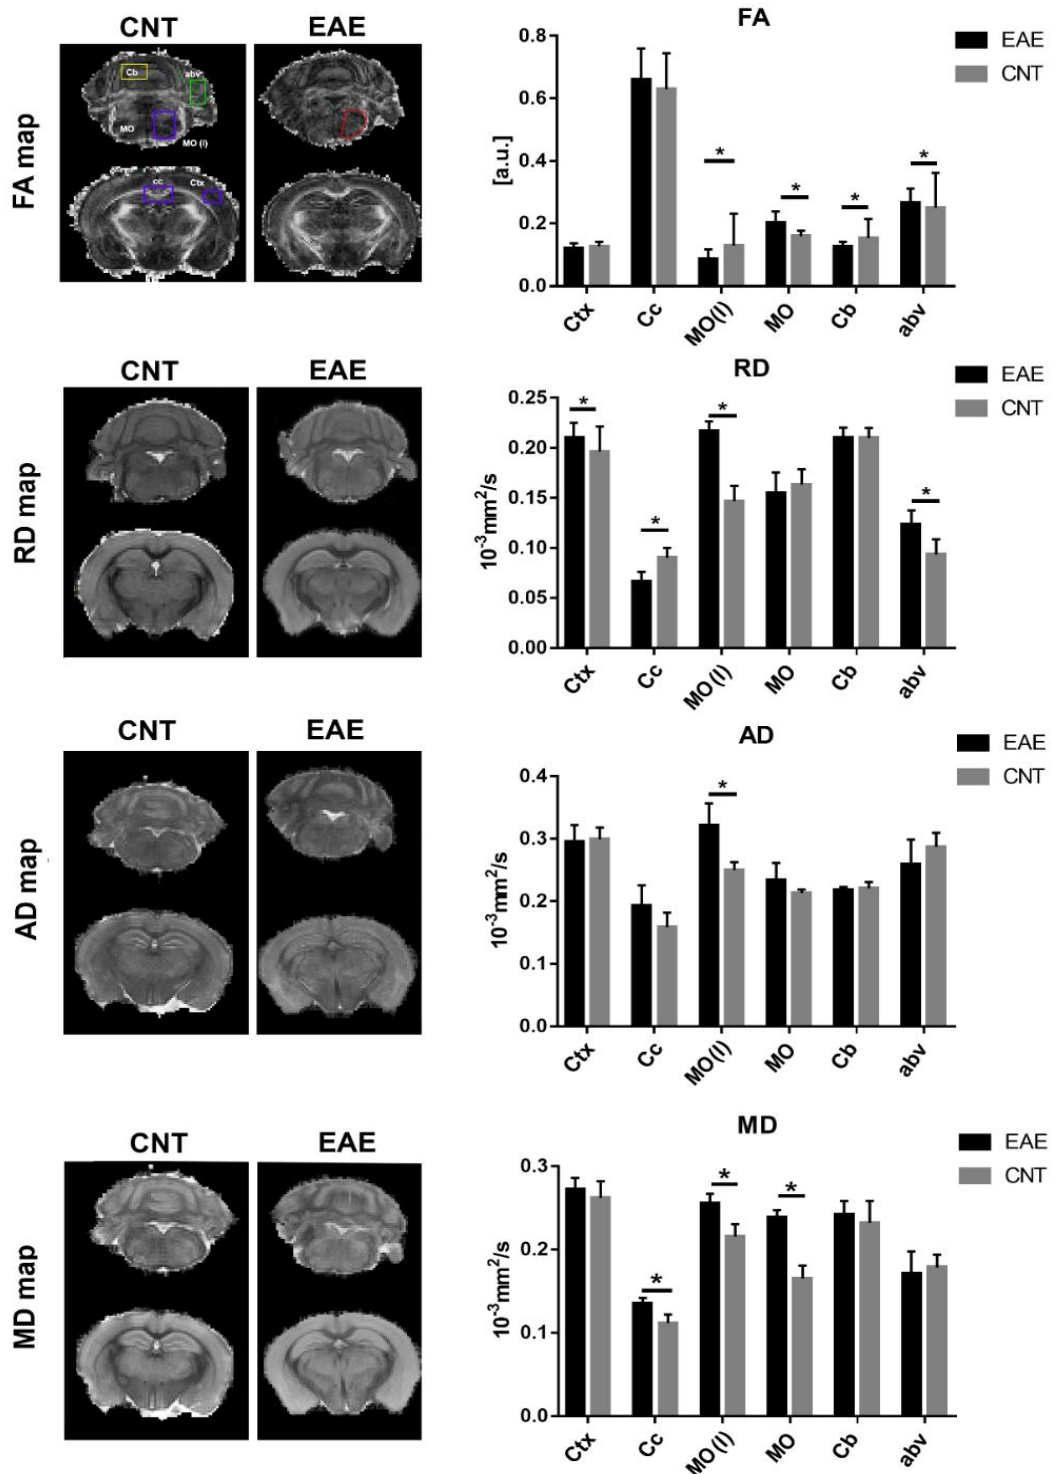 CNT EAE
FA map
Cb
abv
MO
MO (l)
cc
Ctx
FA
EAE
CNT
[a.u.]
0.8
0.6
0.4
0.2
0.0
* * * *
Ctx Cc MO(l) MO Cb abv
CNT EAE
RD map
RD
EAE
CNT
10-3mm2/s
0.25
0.20
0.15
0.10
0.05
0.00
* * * *
Ctx Cc MO(l) MO Cb abv
CNT EAE
AD map
AD
EAE
CNT
10-3mm2/s
0.4
0.3
0.2
0.1
0.0
*
Ctx Cc MO(l) MO Cb abv
CNT EAE
MD map
MD
EAE
CNT
10-3mm2/s
0.3
0.2
0.1
0.0
* * *
Ctx Cc MO(l) MO Cb abv